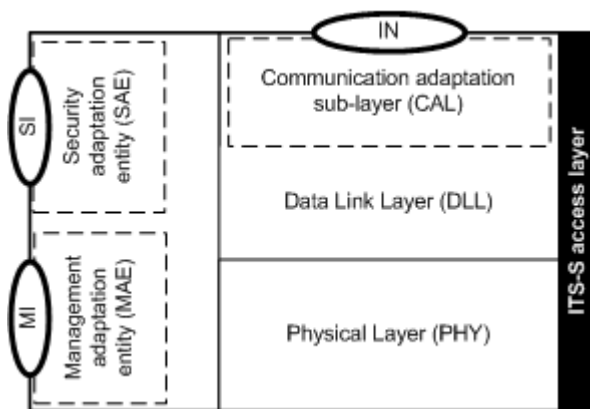 IN
Communication adaptation
sub-layer (CAL)
SI
Security
adaptation
entity (SAE)
Data Link Layer (DLL)
MI
Management
adaptation
entity (MAE)
Physical Layer (PHY)
ITS-S access layer